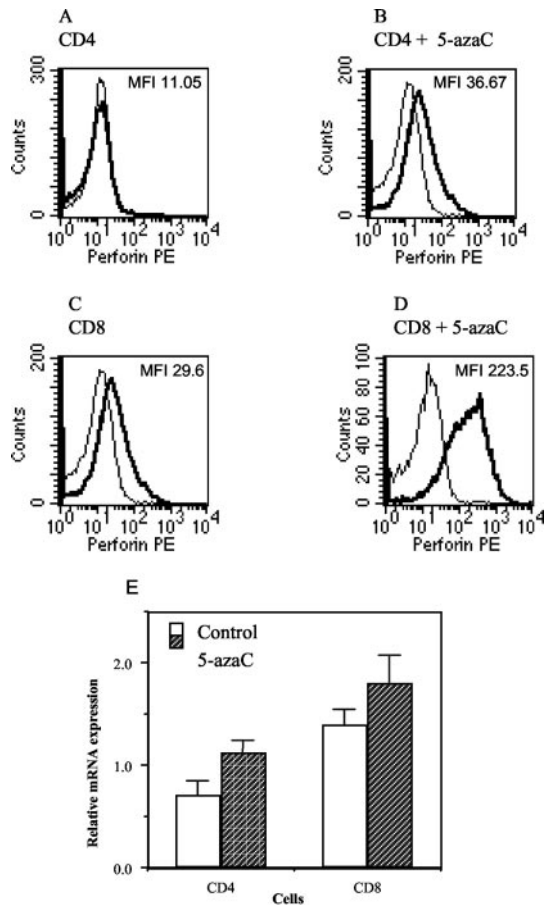 A
CD4
300
Counts
0
MFI 11.05
10^0 10^1 10^2 10^3 10^4
Perforin PE
B
CD4 + 5-azaC
200
Counts
0
MFI 36.67
10^0 10^1 10^2 10^3 10^4
Perforin PE
C
CD8
200
Counts
0
MFI 29.6
10^0 10^1 10^2 10^3 10^4
Perforin PE
D
CD8 + 5-azaC
100
80
60
40
20
0
Counts
MFI 223.5
10^0 10^1 10^2 10^3 10^4
Perforin PE
E
Control
5-azaC
Relative mRNA expression
2.0
1.0
0.0
CD4 CD8
Cells